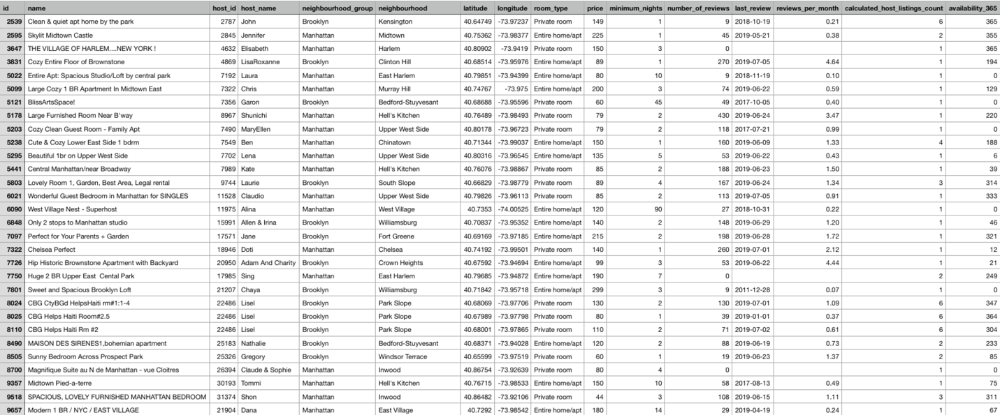 id name host_id host_name neighbourhood_group neighbourhood latitude longitude room_type price minimum_nights number_of_reviews last_review reviews_per_month calculated_host_listings_count availability_365
2539 Clean & quiet apt home by the park 2787 John Brooklyn Kensington 40.64749 -73.97237 Private room 149 1 9 2018-10-19 0.21 6 365
2595 Skylit Midtown Castle 2845 Jennifer Manhattan Midtown 40.75362 -73.98377 Entire home/apt 225 1 45 2019-05-21 0.38 2 355
3647 THE VILLAGE OF HARLEM....NEW YORK ! 4632 Elisabeth Manhattan Harlem 40.80902 -73.9419 Private room 150 3 0 1 365
3831 Cozy Entire Floor of Brownstone 4869 LisaRoxanne Brooklyn Clinton Hill 40.68514 -73.95976 Entire home/apt 89 1 270 2019-07-05 4.64 1 194
5022 Entire Apt: Spacious Studio/Loft by central park 7192 Laura Manhattan East Harlem 40.79851 -73.94399 Entire home/apt 80 10 9 2018-11-19 0.10 1 0
5099 Large Cozy 1 BR Apartment In Midtown East 7322 Chris Manhattan Murray Hill 40.74767 -73.975 Entire home/apt 200 3 74 2019-06-22 0.59 1 129
5121 BlissArtsSpace! 7356 Garon Brooklyn Bedford-Stuyvesant 40.68688 -73.95596 Private room 60 45 49 2017-10-05 0.40 1 0
5178 Large Furnished Room Near B'way 8967 Shunichi Manhattan Hell's Kitchen 40.76489 -73.98493 Private room 79 2 430 2019-06-24 3.47 1 220
5203 Cozy Clean Guest Room - Family Apt 7490 MaryEllen Manhattan Upper West Side 40.80178 -73.96723 Private room 79 2 118 2017-07-21 0.99 1 0
5238 Cute & Cozy Lower East Side 1 bdrm 7549 Ben Manhattan Chinatown 40.71344 -73.99037 Entire home/apt 150 1 160 2019-06-09 1.33 4 188
5295 Beautiful 1br on Upper West Side 7702 Lena Manhattan Upper West Side 40.80316 -73.96545 Entire home/apt 135 5 53 2019-06-22 0.43 1 6
5441 Central Manhattan/near Broadway 7989 Kate Manhattan Hell's Kitchen 40.76076 -73.98867 Private room 85 2 188 2019-06-23 1.50 1 39
5803 Lovely Room 1, Garden, Best Area, Legal rental 9744 Laurie Brooklyn South Slope 40.66829 -73.98779 Private room 89 4 167 2019-06-24 1.34 3 314
6021 Wonderful Guest Bedroom in Manhattan for SINGLES 11528 Claudio Manhattan Upper West Side 40.79826 -73.96113 Private room 85 2 113 2019-07-05 0.91 1 333
6090 West Village Nest - Superhost 11975 Alina Manhattan West Village 40.7353 -74.00525 Entire home/apt 120 90 27 2018-10-31 0.22 1 0
6848 Only 2 stops to Manhattan studio 15991 Allen & Irina Brooklyn Williamsburg 40.70837 -73.95352 Entire home/apt 140 2 148 2019-06-29 1.20 1 46
7097 Perfect for Your Parents + Garden 17571 Jane Brooklyn Fort Greene 40.69169 -73.97185 Entire home/apt 215 2 198 2019-06-28 1.72 1 321
7322 Chelsea Perfect 18946 Doti Manhattan Chelsea 40.74192 -73.99501 Private room 140 1 260 2019-07-01 2.12 1 12
7726 Hip Historic Brownstone Apartment with Backyard 20950 Adam And Charity Brooklyn Crown Heights 40.67592 -73.94694 Entire home/apt 99 3 53 2019-06-22 4.44 1 21
7750 Huge 2 BR Upper East  Cental Park 17985 Sing Manhattan East Harlem 40.79685 -73.94872 Entire home/apt 190 7 0 2 249
7801 Sweet and Spacious Brooklyn Loft 21207 Chaya Brooklyn Williamsburg 40.71842 -73.95718 Entire home/apt 299 3 9 2011-12-28 0.07 1 0
8024 CBG CtyBGd HelpsHaiti rm#1:1-4 22486 Lisel Brooklyn Park Slope 40.68069 -73.97706 Private room 130 2 130 2019-07-01 1.09 6 347
8025 CBG Helps Haiti Room#2.5 22486 Lisel Brooklyn Park Slope 40.67989 -73.97798 Private room 80 1 39 2019-01-01 0.37 6 364
8110 CBG Helps Haiti Rm #2 22486 Lisel Brooklyn Park Slope 40.68001 -73.97865 Private room 110 2 71 2019-07-02 0.61 6 304
8490 MAISON DES SIRENES1,bohemian apartment 25183 Nathalie Brooklyn Bedford-Stuyvesant 40.68371 -73.94028 Entire home/apt 120 2 88 2019-06-19 0.73 2 233
8505 Sunny Bedroom Across Prospect Park 25326 Gregory Brooklyn Windsor Terrace 40.65599 -73.97519 Private room 60 1 19 2019-06-23 1.37 2 85
8700 Magnifique Suite au N de Manhattan - vue Cloitres 26394 Claude & Sophie Manhattan Inwood 40.86754 -73.92639 Private room 80 4 0 1 0
9357 Midtown Pied-a-terre 30193 Tommi Manhattan Hell's Kitchen 40.76715 -73.98533 Entire home/apt 150 10 58 2017-08-13 0.49 1 75
9518 SPACIOUS, LOVELY FURNISHED MANHATTAN BEDROOM 31374 Shon Manhattan Inwood 40.86482 -73.92106 Private room 44 3 108 2019-06-15 1.11 3 311
9657 Modern 1 BR / NYC / EAST VILLAGE 21904 Dana Manhattan East Village 40.7292 -73.98542 Entire home/apt 180 14 29 2019-04-19 0.24 1 67